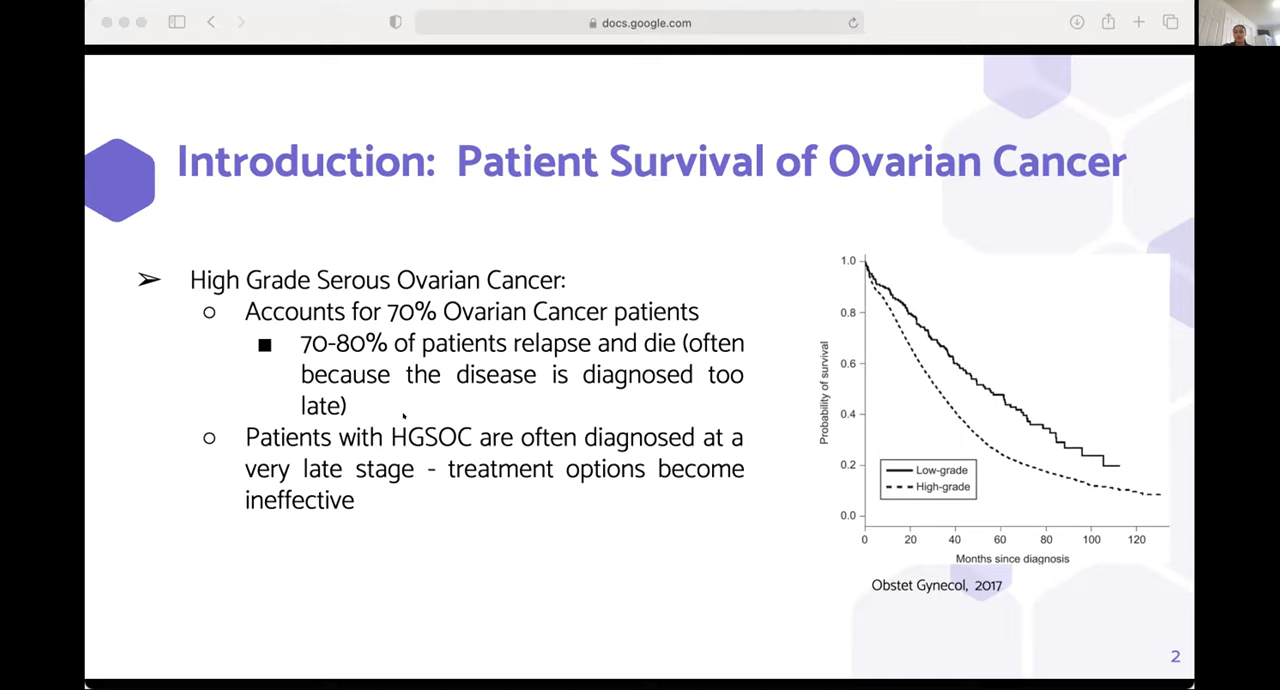 docs.google.com
Introduction: Patient Survival of Ovarian Cancer
➢ High Grade Serous Ovarian Cancer:
○ Accounts for 70% Ovarian Cancer patients
■ 70-80% of patients relapse and die (often
because the disease is diagnosed too
late)
○ Patients with HGSOC are often diagnosed at a
very late stage - treatment options become
ineffective
Probability of survival
1.0
0.8
0.6
0.4
0.2
0.0
Low-grade
High-grade
0 20 40 60 80 100 120
Months since diagnosis
Obstet Gynecol, 2017
2